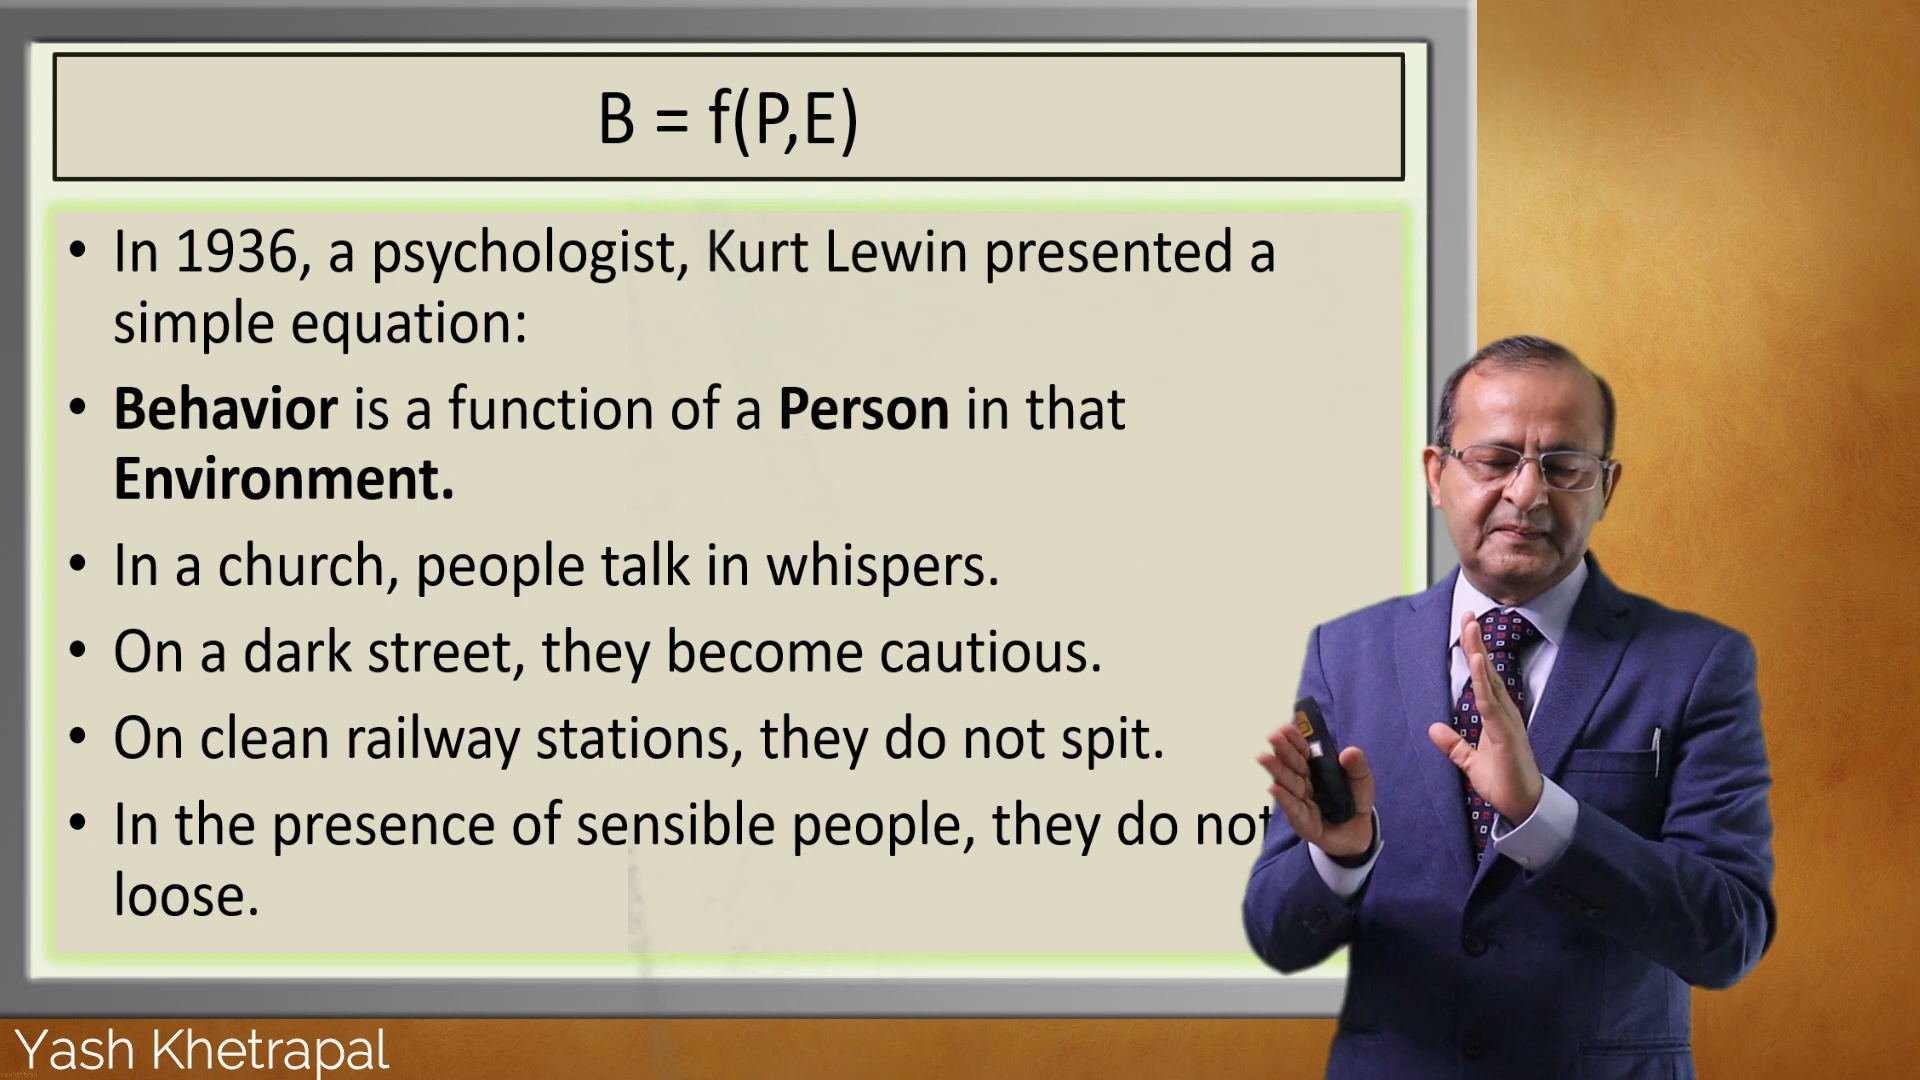 B = f(P,E)
• In 1936, a psychologist, Kurt Lewin presented a
simple equation:
• Behavior is a function of a Person in that
Environment.
• In a church, people talk in whispers.
• On a dark street, they become cautious.
• On clean railway stations, they do not spit.
• In the presence of sensible people, they do not
loose.
Yash Khetrapal